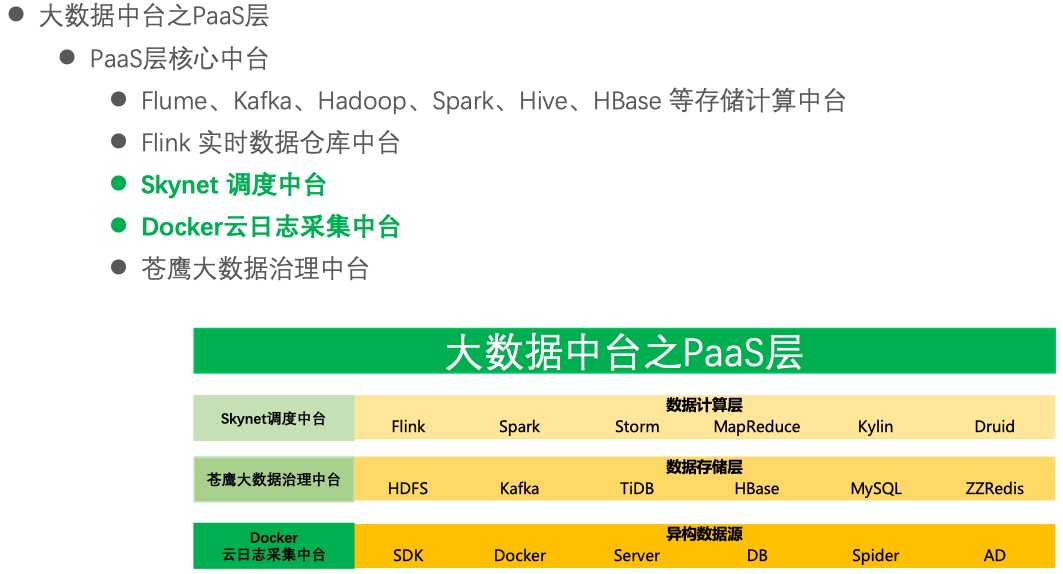 大数据中台之PaaS层
PaaS层核心中台
Flume、Kafka、Hadoop、Spark、Hive、HBase 等存储计算中台
Flink 实时数据仓库中台
Skynet 调度中台
Docker云日志采集中台
苍鹰大数据治理中台
大数据中台之PaaS层
Skynet调度中台
数据计算层
Flink Spark Storm MapReduce Kylin Druid
苍鹰大数据治理中台
数据存储层
HDFS Kafka TiDB HBase MySQL ZZRedis
Docker
云日志采集中台
异构数据源
SDK Docker Server DB Spider AD